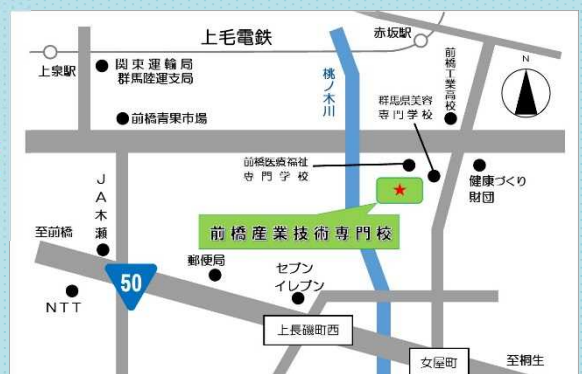 上毛電鉄
赤坂駅
上泉駅
関東運輸局
群馬陸運支局
桃ノ木川
前橋工業高校
N
群馬県美容
専門学校
前橋青果市場
前橋医療福祉
専門学校
健康づくり
財団
JA木瀬
前橋産業技術専門校
至前橋
郵便局
セブン
イレブン
50
NTT
上長磯町西
女屋町
至桐生